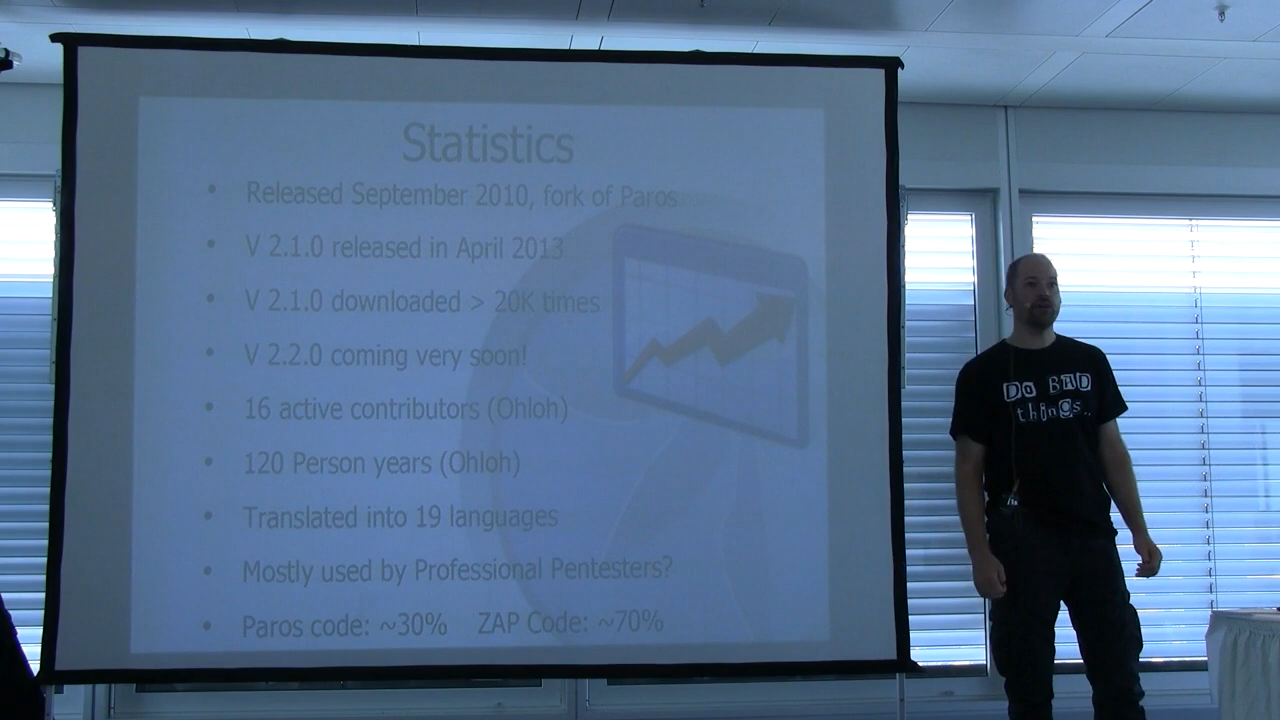 Statistics
• Released September 2010, fork of Paros
• V 2.1.0 released in April 2013
• V 2.1.0 downloaded > 20K times
• V 2.2.0 coming very soon!
• 16 active contributors (Ohloh)
• 120 Person years (Ohloh)
• Translated into 19 languages
• Mostly used by Professional Pentesters?
• Paros code: ~30% ZAP Code: ~70%
Do BAD
things..